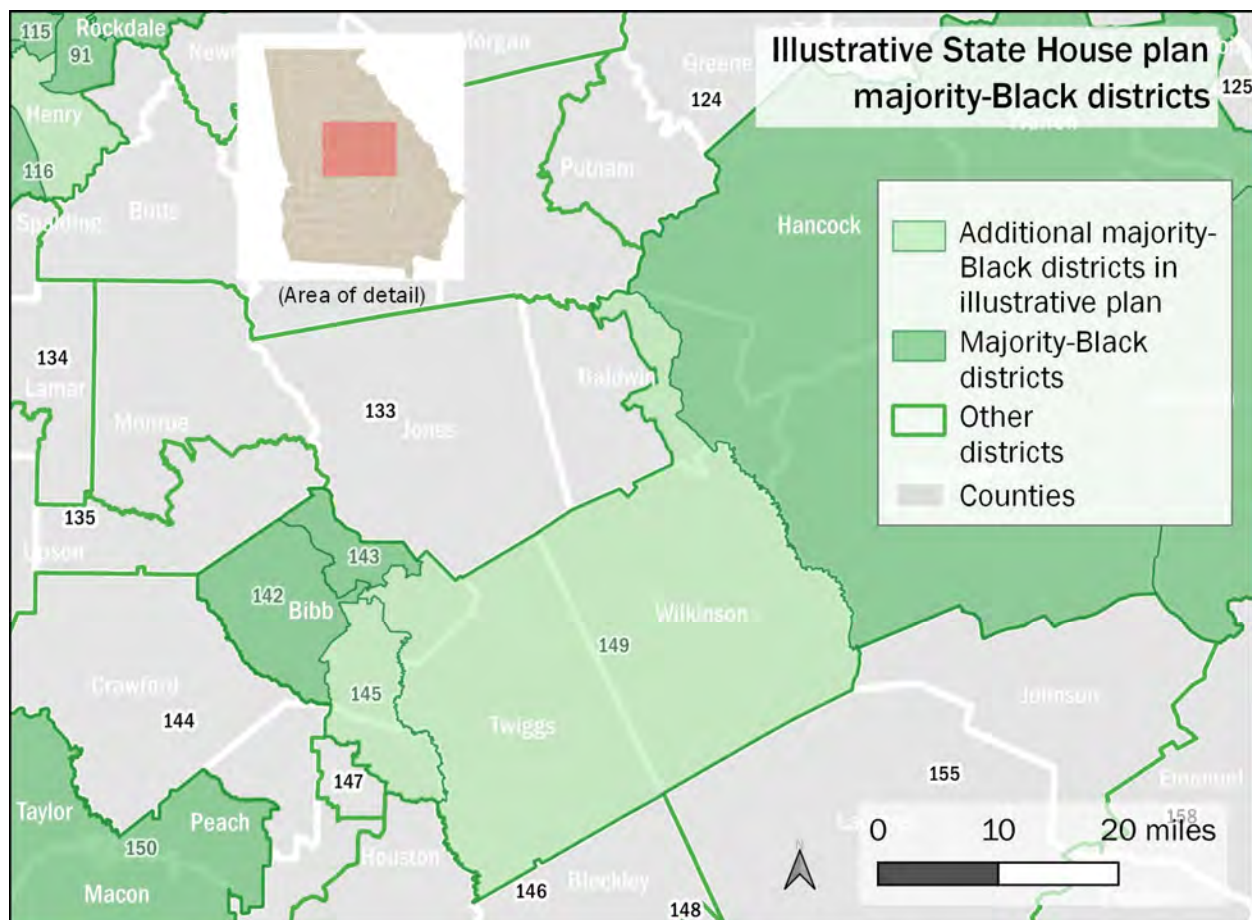 115
Rockdale
91
Morgan
Greene
124
Illustrative State House plan
majority-Black districts
125
Henry
116
Putnam
Spalding
Butts
Hancock
(Area of detail)
Additional majority-
Black districts in
illustrative plan
Majority-Black
districts
Other
districts
Counties
134
Lamar
Monroe
133
Jones
Baldwin
135
Upson
143
142
Bibb
Wilkinson
149
145
Crawford
144
Twiggs
Johnson
147
155
Emanuel
158
Taylor
Peach
150
Macon
Houston
146
Bleckley
148
N
0 10 20 miles